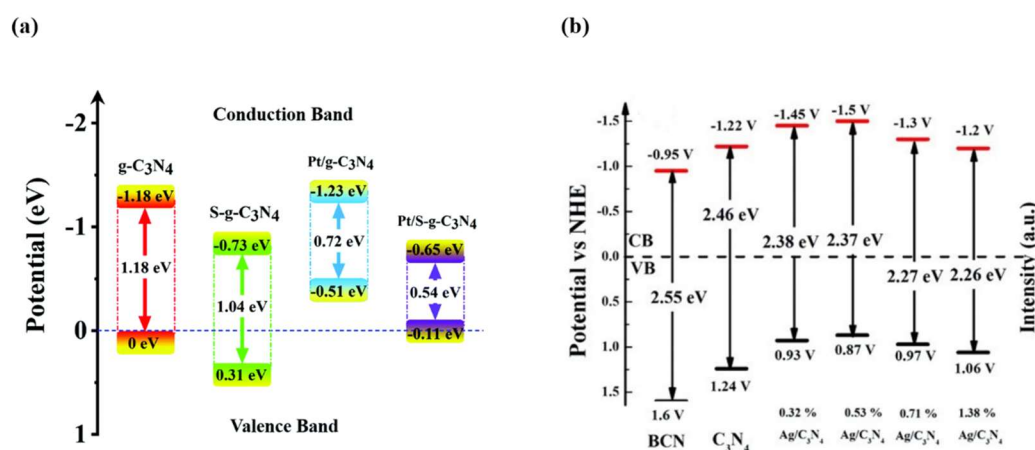 (a)
Potential (eV)
-2
-1
0
1
Conduction Band
g-C₃N₄
-1.18 eV
1.18 eV
0 eV
S-g-C₃N₄
-0.73 eV
1.04 eV
0.31 eV
Pt/g-C₃N₄
-1.23 eV
0.72 eV
-0.51 eV
Pt/S-g-C₃N₄
-0.65 eV
0.54 eV
-0.11 eV
Valence Band
(b)
Potential vs NHE
-1.5
-1.0
-0.5
0.0
0.5
1.0
1.5
CB
VB
-0.95 V
2.55 eV
1.6 V
BCN
-1.22 V
2.46 eV
1.24 V
C₃N₄
-1.45 V
2.38 eV
0.93 V
0.32 %
Ag/C₃N₄
-1.5 V
2.37 eV
0.87 V
0.53 %
Ag/C₃N₄
-1.3 V
2.27 eV
0.97 V
0.71 %
Ag/C₃N₄
-1.2 V
2.26 eV
1.06 V
1.38 %
Ag/C₃N₄
Intensity (a.u.)